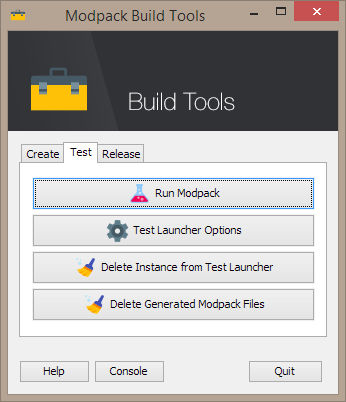 Modpack Build Tools
Build Tools
Create Test Release
Run Modpack
Test Launcher Options
Delete Instance from Test Launcher
Delete Generated Modpack Files
Help Console Quit